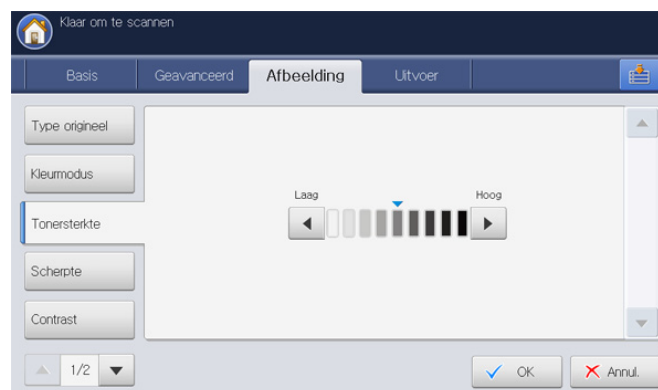 Klaar om te scannen
Basis
Geavanceerd
Afbeelding
Uitvoer
Type origineel
Kleurmodus
Tonersterkte
Scherpte
Contrast
Laag
Hoog
1/2
OK
Annul.